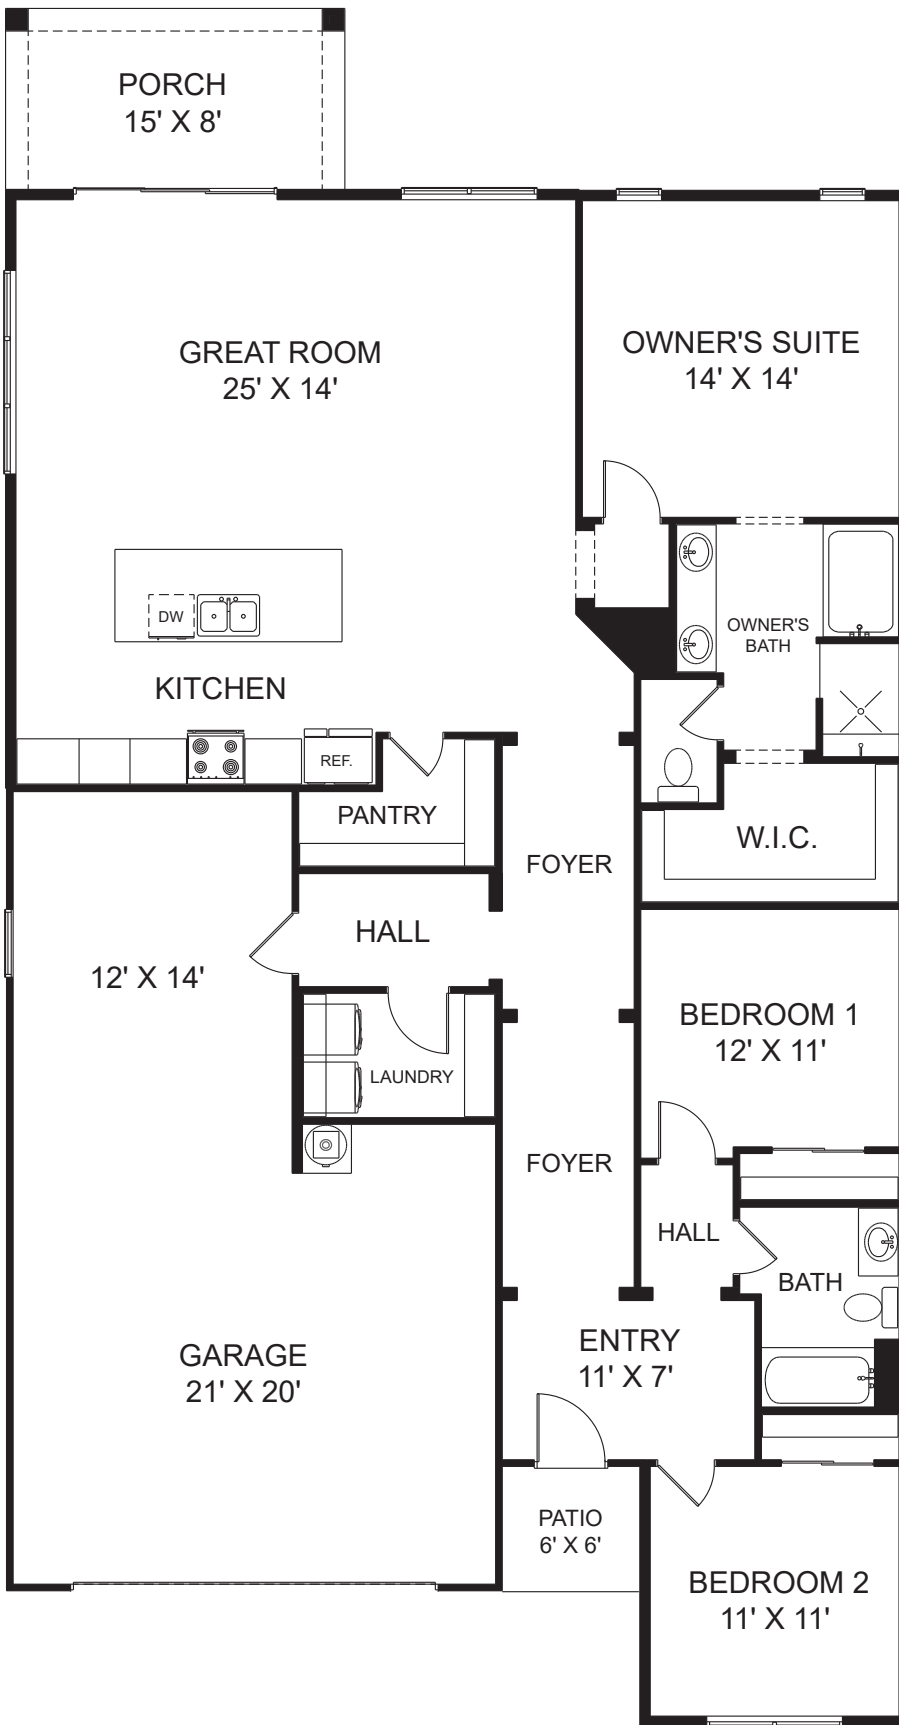 PORCH
15' X 8'
GREAT ROOM
25' X 14'
OWNER'S SUITE
14' X 14'
DW
OWNER'S
BATH
KITCHEN
REF.
PANTRY
W.I.C.
FOYER
HALL
12' X 14'
BEDROOM 1
12' X 11'
LAUNDRY
FOYER
HALL
BATH
ENTRY
11' X 7'
GARAGE
21' X 20'
PATIO
6' X 6'
BEDROOM 2
11' X 11'